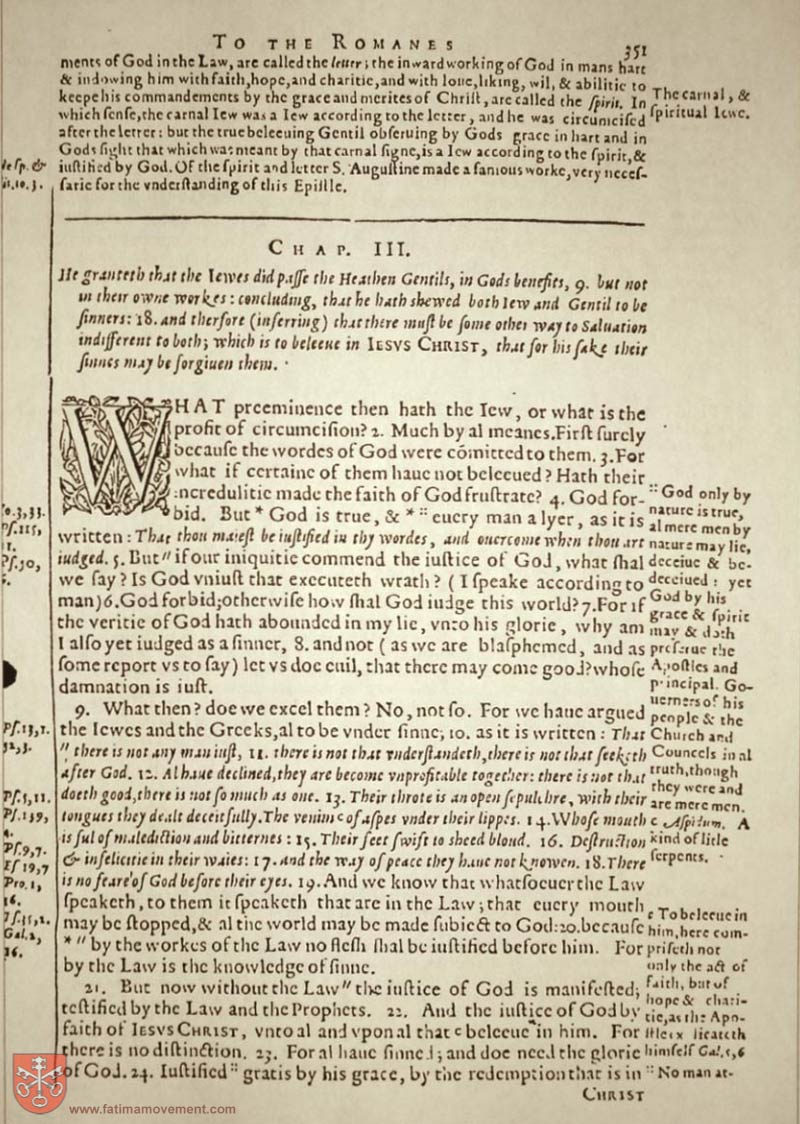 TO THE ROMANES
351
ments of God in the Law, are called the letter; the inward working of God in mans hart
& indowing him with faith, hope, and charitie, and with loue, liking, wil, & abilitie to
keepe his commandements by the grace and merites of Christ, are called the spirit. In
which sense, the carnal Iew was a Iew according to the letter, and he was circumcised
after the letter: but the true beleeuing Gentil obseruing by Gods grace in hart and in
Gods sight that which was meant by that carnal signe, is a Iew according to the spirit, &
iustified by God. Of the spirit and letter S. Augustine made a famous worke, very neces-
sarie for the vnderstanding of this Epistle.
The carnal, &
spiritual Iewe.
de sp. &
li. 10. 3.
CHAP. III.
He granteth that the Iewes did passe the Heathen Gentils, in Gods benefits, 9. but not
in their owne workes: concluding, that he hath shewed both Iew and Gentil to be
sinners: 18. and therfore (inferring) that there must be some other way to Saluation
indifferent to both; which is to beleeue in IESVS CHRIST, that for his sake their
sinnes may be forgiuen them.
WHAT preeminence then hath the Iew, or what is the
profit of circumcision? 2. Much by al meanes. First surely
because the wordes of God were cõmitted to them. 3. For
what if certaine of them haue not beleeued? Hath their
incredulitie made the faith of God frustrate? 4. God for-
bid. But * God is true, & * :: euery man a lyer, as it is
written: That thou maiest be iustified in thy wordes, and ouercome when thou art
iudged. 5. But " if our iniquitie commend the iustice of God, what shal
we say? Is God vniust that executeth wrath? (I speake according to
man) 6. God forbid; otherwise how shal God iudge this world? 7. For if
the veritie of God hath abounded in my lie, vnto his glorie, why am
I also yet iudged as a sinner, 8. and not (as we are blasphemed, and as
some report vs to say) let vs doe euil, that there may come good? whose
damnation is iust.
9. What then? doe we excel them? No, not so. For we haue argued
the Iewes and the Greeks, al to be vnder sinne; 10. as it is written: That
" there is not any man iust, 11. there is not that vnderstandeth, there is not that seeketh
after God. 12. Al haue declined, they are become vnprofitable together: there is not that
doeth good, there is not so much as one. 13. Their throte is an open sepulchre, with their
tongues they dealt deceitfully. The venime of aspes vnder their lippes. 14. Whose mouth
is ful of malediction and bitternes: 15. Their feet swift to sheed bloud. 16. Destruction
& infelicitie in their waies: 17. and the way of peace they haue not knowen. 18. There
is no feare of God before their eyes. 19. And we know that whatsoeuer the Law
speaketh, to them it speaketh that are in the Law; that euery mouth
may be stopped, & al the world may be made subiect to God: 20. because
* " by the workes of the Law no flesh shal be iustified before him. For
by the Law is the knowledge of sinne.
21. But now without the Law " the iustice of God is manifested;
testified by the Law and the Prophets. 22. And the iustice of God by
faith of IESVS CHRIST, vnto al and vpon al that c beleeue in him. For
there is no distinction. 23. For al haue sinned; and doe need the glorie
of God. 24. Iustified :: gratis by his grace, by the redemption that is in
CHRIST
:: God only by
nature is true,
al mere men by
nature may lie,
deceiue & be-
deceiued: yet
God by his
grace & spirit
may & doth
preserue the
Apostles and
principal Go-
uerners of his
people & the
Church and
Councels in al
truth, though
they were and
are mere men.
c Aspidum. A
kind of litle
serpents.
c To beleeue in
him, here com-
priseth not
only the act of
faith, but of
hope & chari-
tie, as the Apo-
stle explicateth
himself Gal. 5, 6
:: No man at-
Io. 3, 33.
Ps. 115,
1.
Ps. 50,
6.
Ps. 13, 1.
52, 3.
Ps. 5, 11.
Ps. 139,
4.
Ps. 9, 7.
Es 59, 7
Pro. 1,
16.
Ps. 35, 2.
Gal. 2,
16.
www.fatimamovement.com